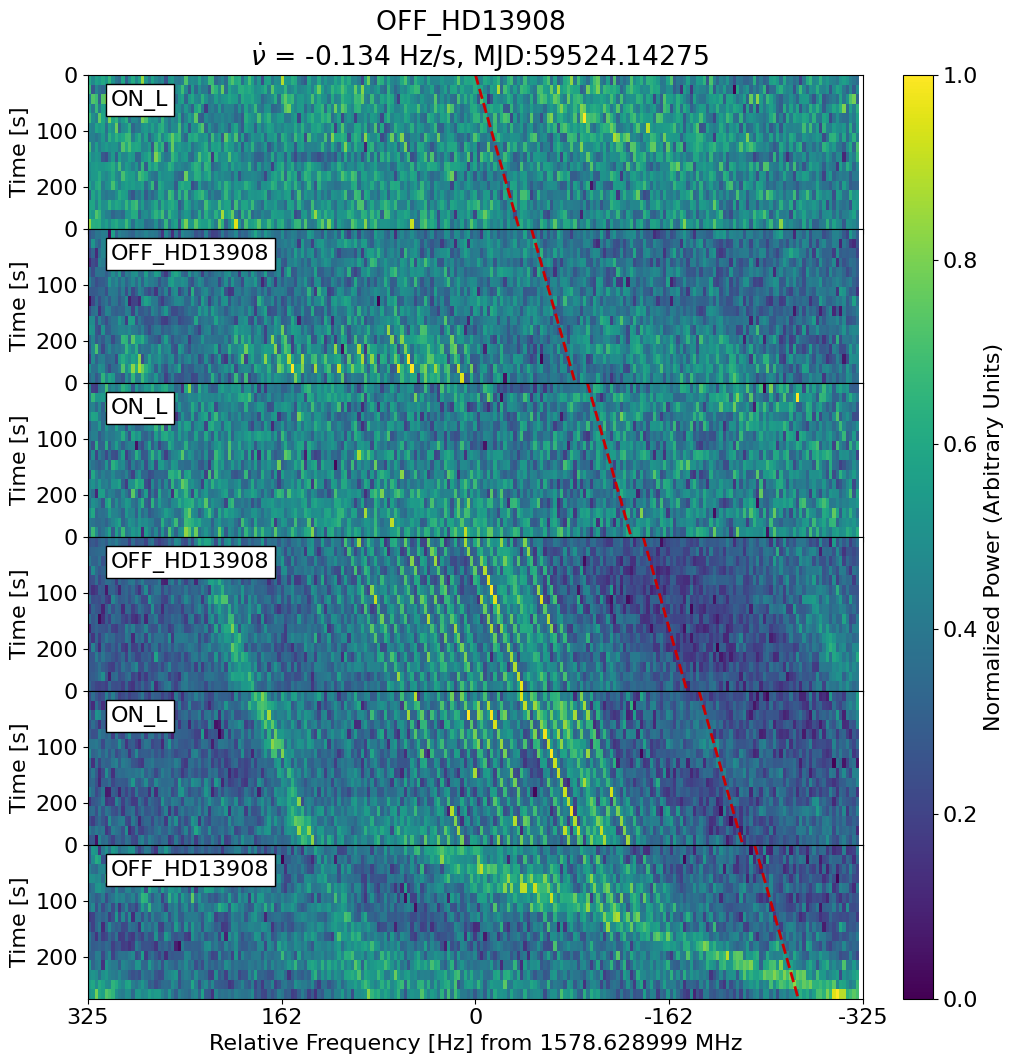 OFF_HD13908
ν̇ = -0.134 Hz/s, MJD:59524.14275
ON_L
OFF_HD13908
ON_L
OFF_HD13908
ON_L
OFF_HD13908
Time [s]
0
100
200
Time [s]
0
100
200
Time [s]
0
100
200
Time [s]
0
100
200
Time [s]
0
100
200
Time [s]
0
100
200
325
162
0
-162
-325
Relative Frequency [Hz] from 1578.628999 MHz
1.0
0.8
0.6
0.4
0.2
0.0
Normalized Power (Arbitrary Units)